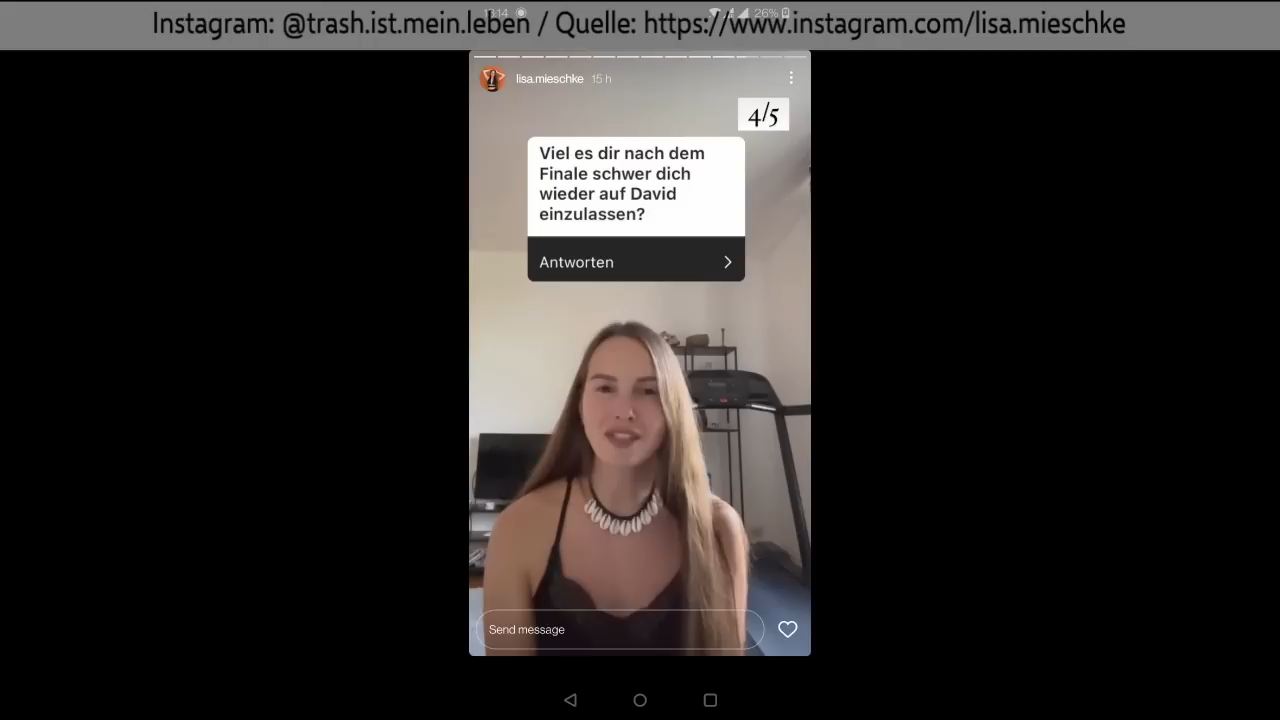 Instagram: @trash.ist.mein.leben / Quelle: https://www.instagram.com/lisa.mieschke
26%
lisa.mieschke 15 h
4/5
Viel es dir nach dem
Finale schwer dich
wieder auf David
einzulassen?
Antworten
Send message